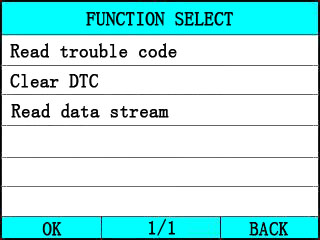 FUNCTION SELECT
Read trouble code
Clear DTC
Read data stream
OK 1/1 BACK